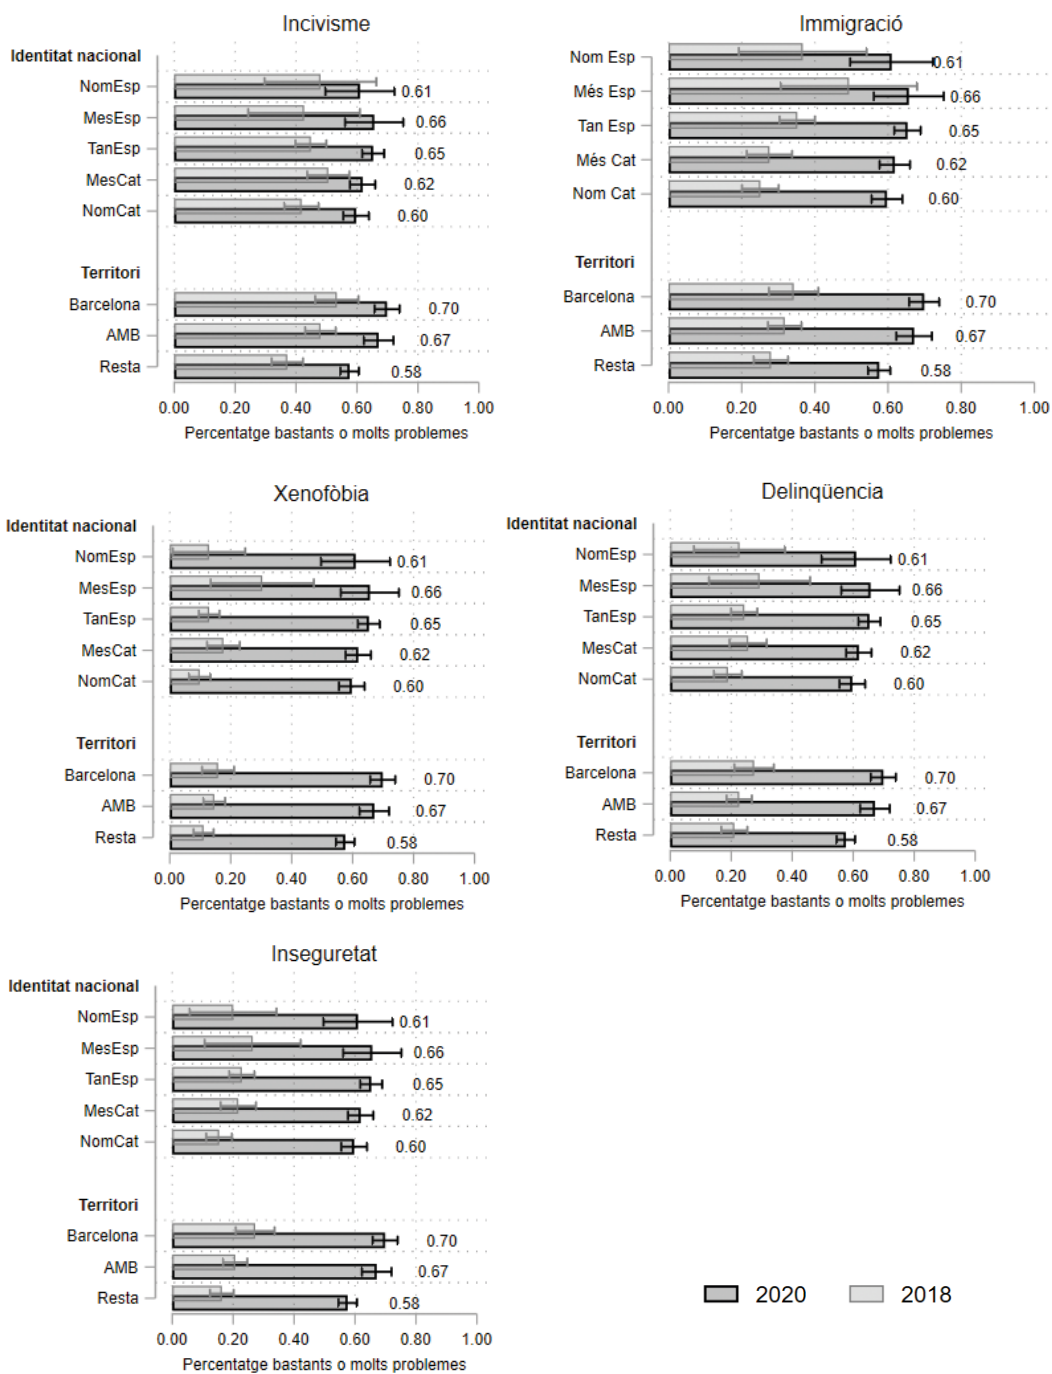 Incivisme
Identitat nacional
NomEsp
0.61
MesEsp
0.66
TanEsp
0.65
MesCat
0.62
NomCat
0.60
Territori
Barcelona
0.70
AMB
0.67
Resta
0.58
0.00 0.20 0.40 0.60 0.80 1.00
Percentatge bastants o molts problemes
Immigració
Nom Esp
0.61
Més Esp
0.66
Tan Esp
0.65
Més Cat
0.62
Nom Cat
0.60
Territori
Barcelona
0.70
AMB
0.67
Resta
0.58
0.00 0.20 0.40 0.60 0.80 1.00
Percentatge bastants o molts problemes
Xenofòbia
Identitat nacional
NomEsp
0.61
MesEsp
0.66
TanEsp
0.65
MesCat
0.62
NomCat
0.60
Territori
Barcelona
0.70
AMB
0.67
Resta
0.58
0.00 0.20 0.40 0.60 0.80 1.00
Percentatge bastants o molts problemes
Delinqüencia
Identitat nacional
NomEsp
0.61
MesEsp
0.66
TanEsp
0.65
MesCat
0.62
NomCat
0.60
Territori
Barcelona
0.70
AMB
0.67
Resta
0.58
0.00 0.20 0.40 0.60 0.80 1.00
Percentatge bastants o molts problemes
Inseguretat
Identitat nacional
NomEsp
0.61
MesEsp
0.66
TanEsp
0.65
MesCat
0.62
NomCat
0.60
Territori
Barcelona
0.70
AMB
0.67
Resta
0.58
0.00 0.20 0.40 0.60 0.80 1.00
Percentatge bastants o molts problemes
2020 2018